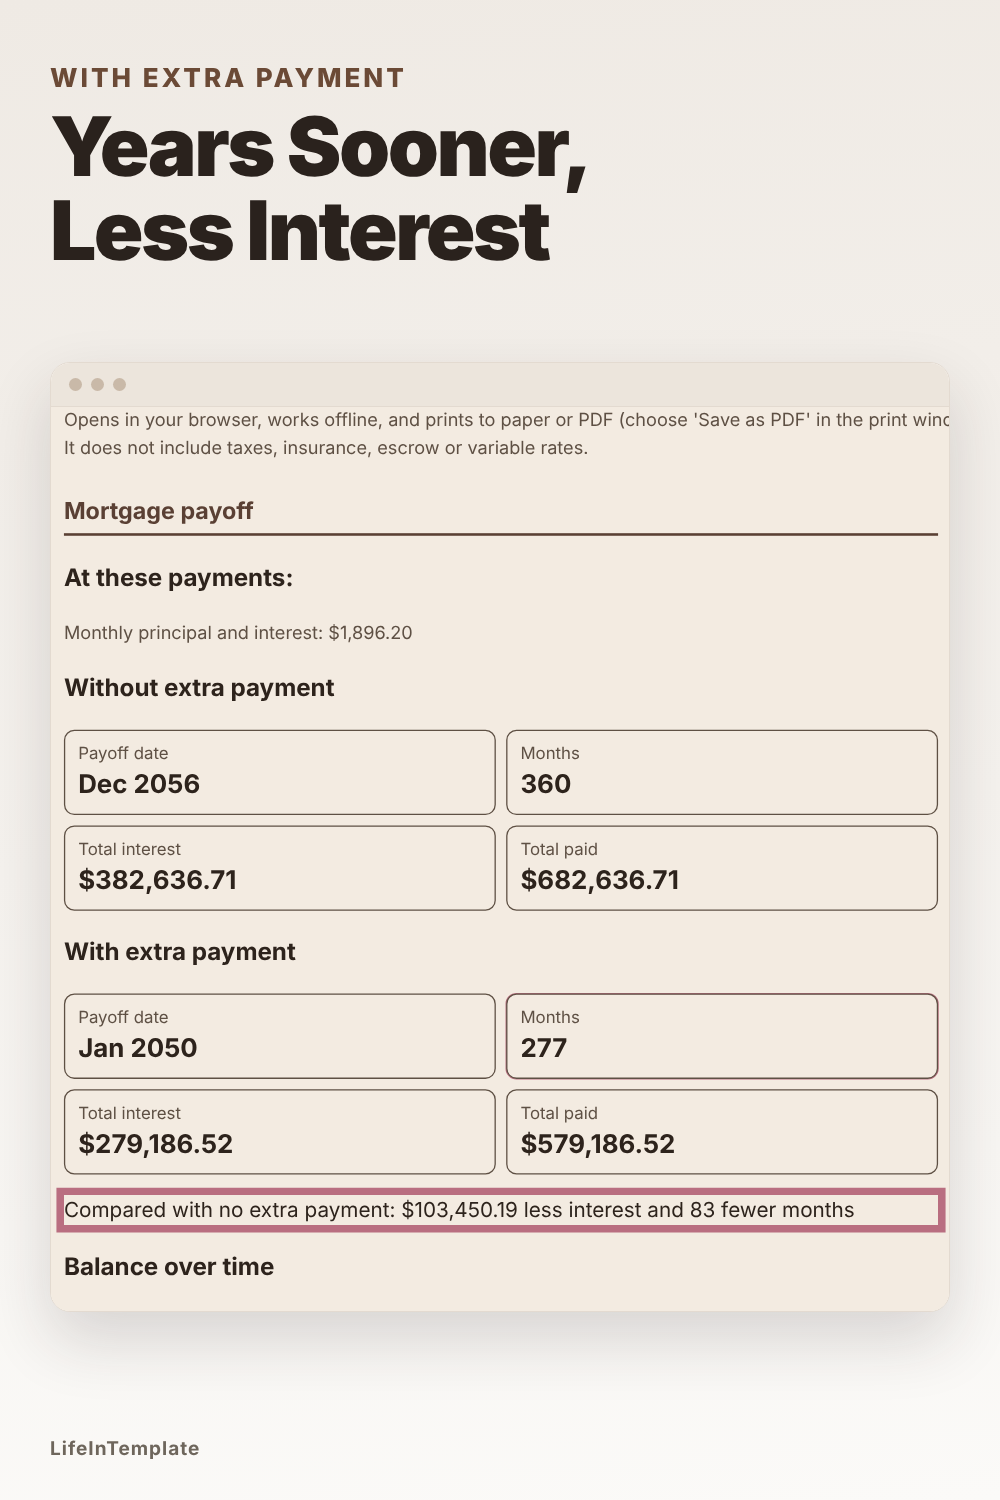 WITH EXTRA PAYMENT
Years Sooner,
Less Interest
Opens in your browser, works offline, and prints to paper or PDF (choose 'Save as PDF' in the print
It does not include taxes, insurance, escrow or variable rates.
Mortgage payoff
At these payments:
Monthly principal and interest: $1,896.20
Without extra payment
Payoff date
Dec 2056
Months
360
Total interest
$382,636.71
Total paid
$682,636.71
With extra payment
Payoff date
Jan 2050
Months
277
Total interest
$279,186.52
Total paid
$579,186.52
Compared with no extra payment: $103,450.19 less interest and 83 fewer months
Balance over time
LifeInTemplate